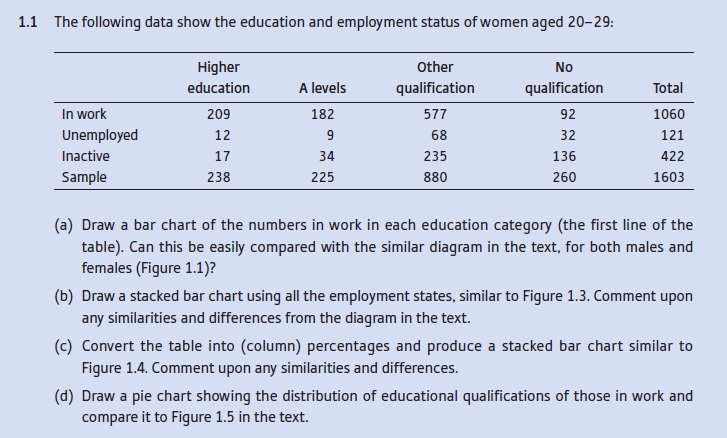 1.1 The following data show the education and employment status of women aged 20–29:
Higher education A levels Other qualification No qualification Total
In work 209 182 577 92 1060
Unemployed 12 9 68 32 121
Inactive 17 34 235 136 422
Sample 238 225 880 260 1603
(a) Draw a bar chart of the numbers in work in each education category (the first line of the
table). Can this be easily compared with the similar diagram in the text, for both males and
females (Figure 1.1)?
(b) Draw a stacked bar chart using all the employment states, similar to Figure 1.3. Comment upon
any similarities and differences from the diagram in the text.
(c) Convert the table into (column) percentages and produce a stacked bar chart similar to
Figure 1.4. Comment upon any similarities and differences.
(d) Draw a pie chart showing the distribution of educational qualifications of those in work and
compare it to Figure 1.5 in the text.